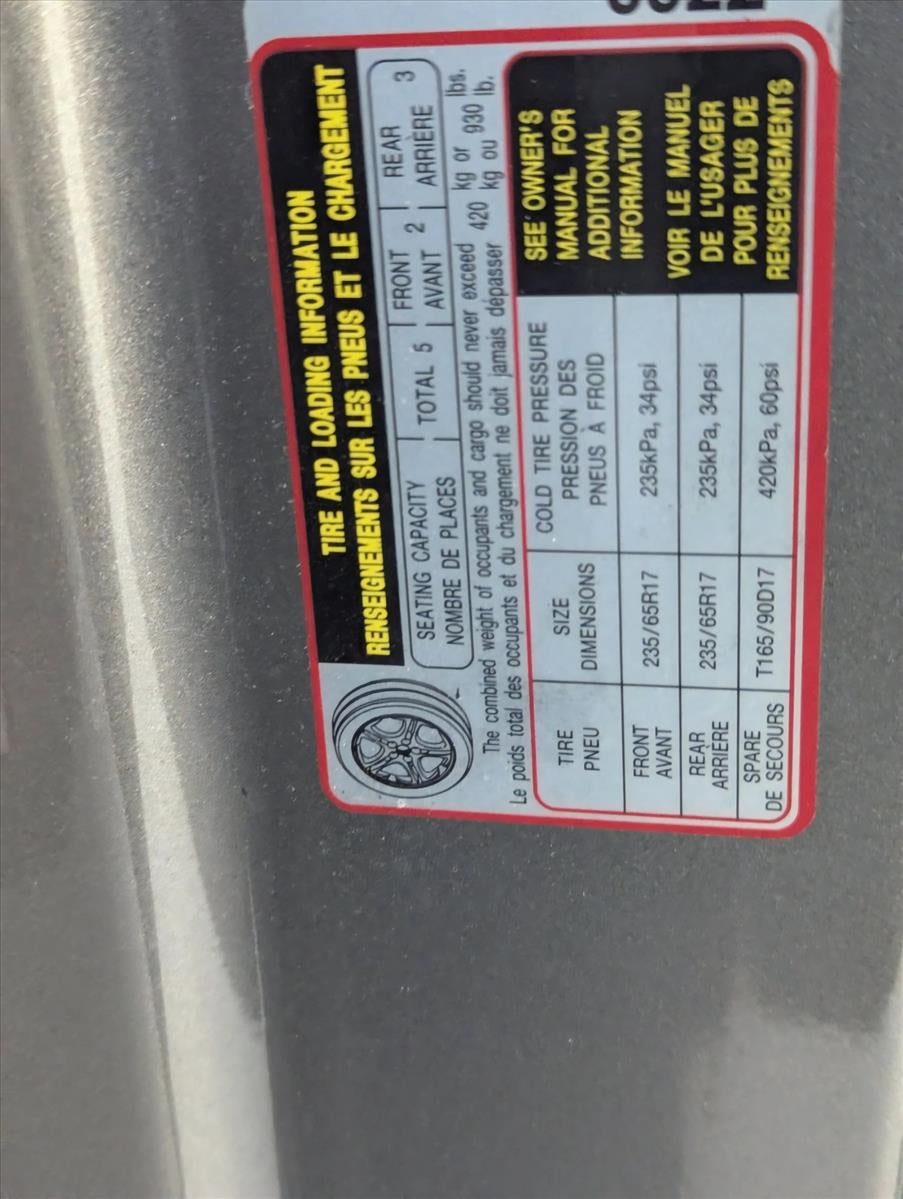 TIRE AND LOADING INFORMATION
RENSEIGNEMENTS SUR LES PNEUS ET LE CHARGEMENT
SEATING CAPACITY TOTAL 5 FRONT 2 REAR 3
NOMBRE DE PLACES AVANT ARRIÈRE
The combined weight of occupants and cargo should never exceed 420 kg or 930 lbs.
Le poids total des occupants et du chargement ne doit jamais dépasser 420 kg ou 930 lb.
TIRE SIZE COLD TIRE PRESSURE
PNEU DIMENSIONS PRESSION DES
PNEUS À FROID
FRONT 235/65R17 235kPa, 34psi
AVANT
REAR 235/65R17 235kPa, 34psi
ARRIÈRE
SPARE T165/90D17 420kPa, 60psi
DE SECOURS
SEE OWNER'S
MANUAL FOR
ADDITIONAL
INFORMATION
VOIR LE MANUEL
DE L'USAGER
POUR PLUS DE
RENSEIGNEMENTS